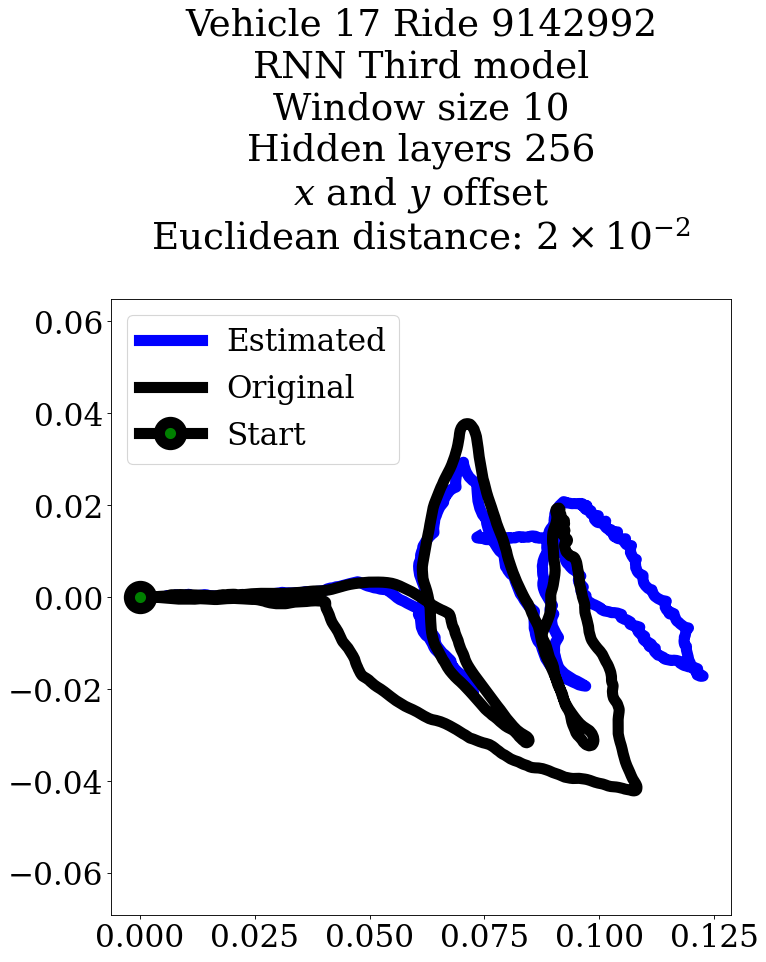 Vehicle 17 Ride 9142992
RNN Third model
Window size 10
Hidden layers 256
x and y offset
Euclidean distance: 2 × 10⁻²
Estimated
Original
Start
0.06
0.04
0.02
0.00
−0.02
−0.04
−0.06
0.000 0.025 0.050 0.075 0.100 0.125